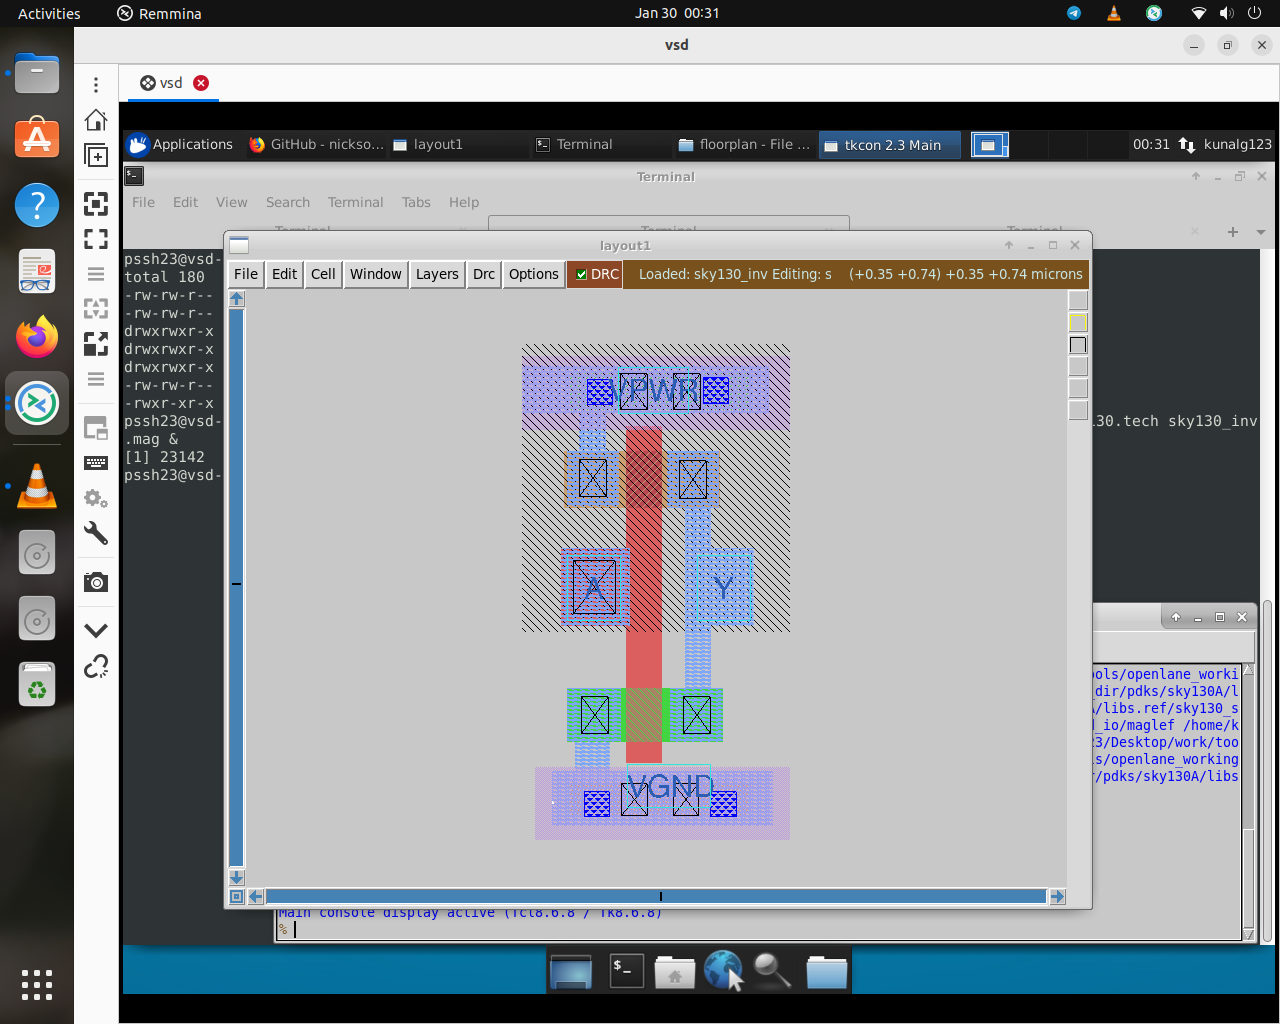 Activities
Remmina
Jan 30 00:31
vsd
vsd
Applications
GitHub - nickso...
layout1
Terminal
floorplan - File ...
tkcon 2.3 Main
00:31
kunalg123
Terminal
File Edit View Search Terminal Tabs Help
pssh23@vsd-
total 180
-rw-rw-r--
-rw-rw-r--
drwxrwxr-x
drwxrwxr-x
drwxrwxr-x
-rw-rw-r--
-rwxr-xr-x
pssh23@vsd-
130.tech sky130_inv
.mag &
[1] 23142
pssh23@vsd-
layout1
File Edit Cell Window Layers Drc Options DRC
Loaded: sky130_inv Editing: s (+0.35 +0.74) +0.35 +0.74 microns
VPWR
A
Y
VGND
ols/openlane_worki
dir/pdks/sky130A/l
/libs.ref/sky130_s
_io/maglef /home/k
23/Desktop/work/too
s/openlane_working
r/pdks/sky130A/libs
Main console display active (Tcl8.6.8 / Tk8.6.8)
%